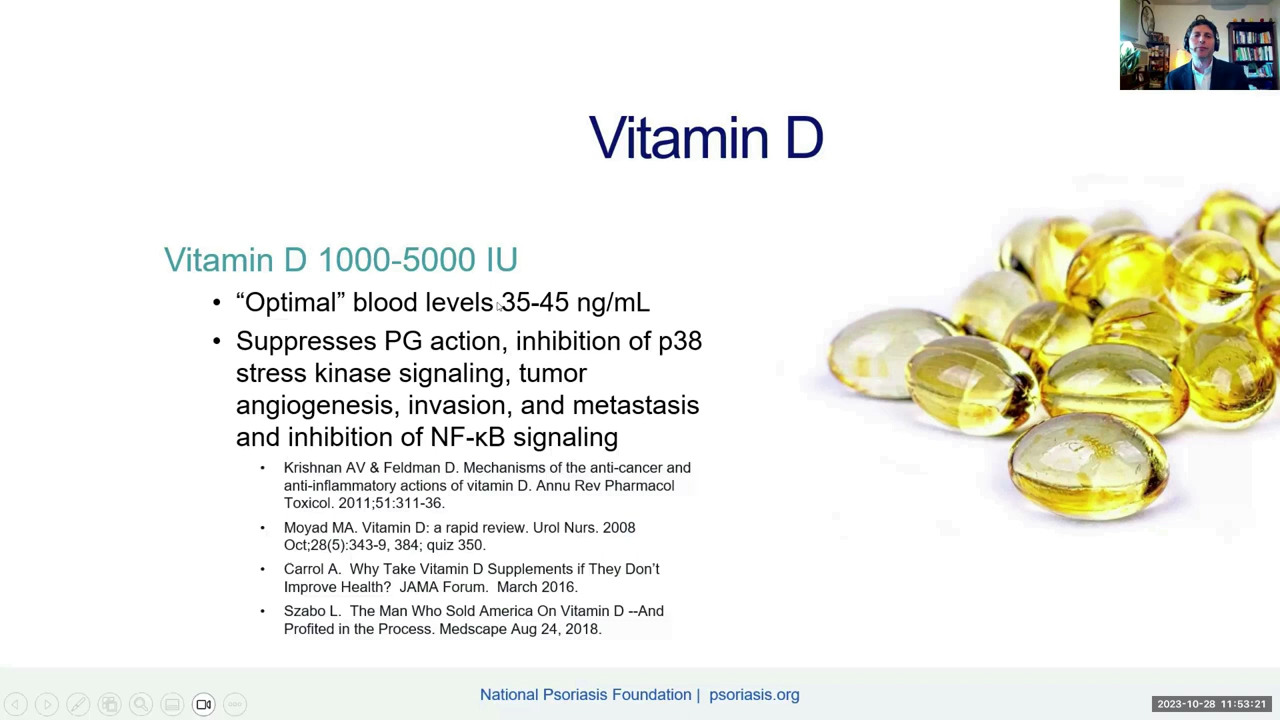 Vitamin D
Vitamin D 1000-5000 IU
• “Optimal” blood levels 35-45 ng/mL
• Suppresses PG action, inhibition of p38
stress kinase signaling, tumor
angiogenesis, invasion, and metastasis
and inhibition of NF-κB signaling
• Krishnan AV & Feldman D. Mechanisms of the anti-cancer and
anti-inflammatory actions of vitamin D. Annu Rev Pharmacol
Toxicol. 2011;51:311-36.
• Moyad MA. Vitamin D: a rapid review. Urol Nurs. 2008
Oct;28(5):343-9, 384; quiz 350.
• Carrol A.  Why Take Vitamin D Supplements if They Don’t
Improve Health?  JAMA Forum.  March 2016.
• Szabo L.  The Man Who Sold America On Vitamin D --And
Profited in the Process. Medscape Aug 24, 2018.
National Psoriasis Foundation |  psoriasis.org
2023-10-28  11:53:21